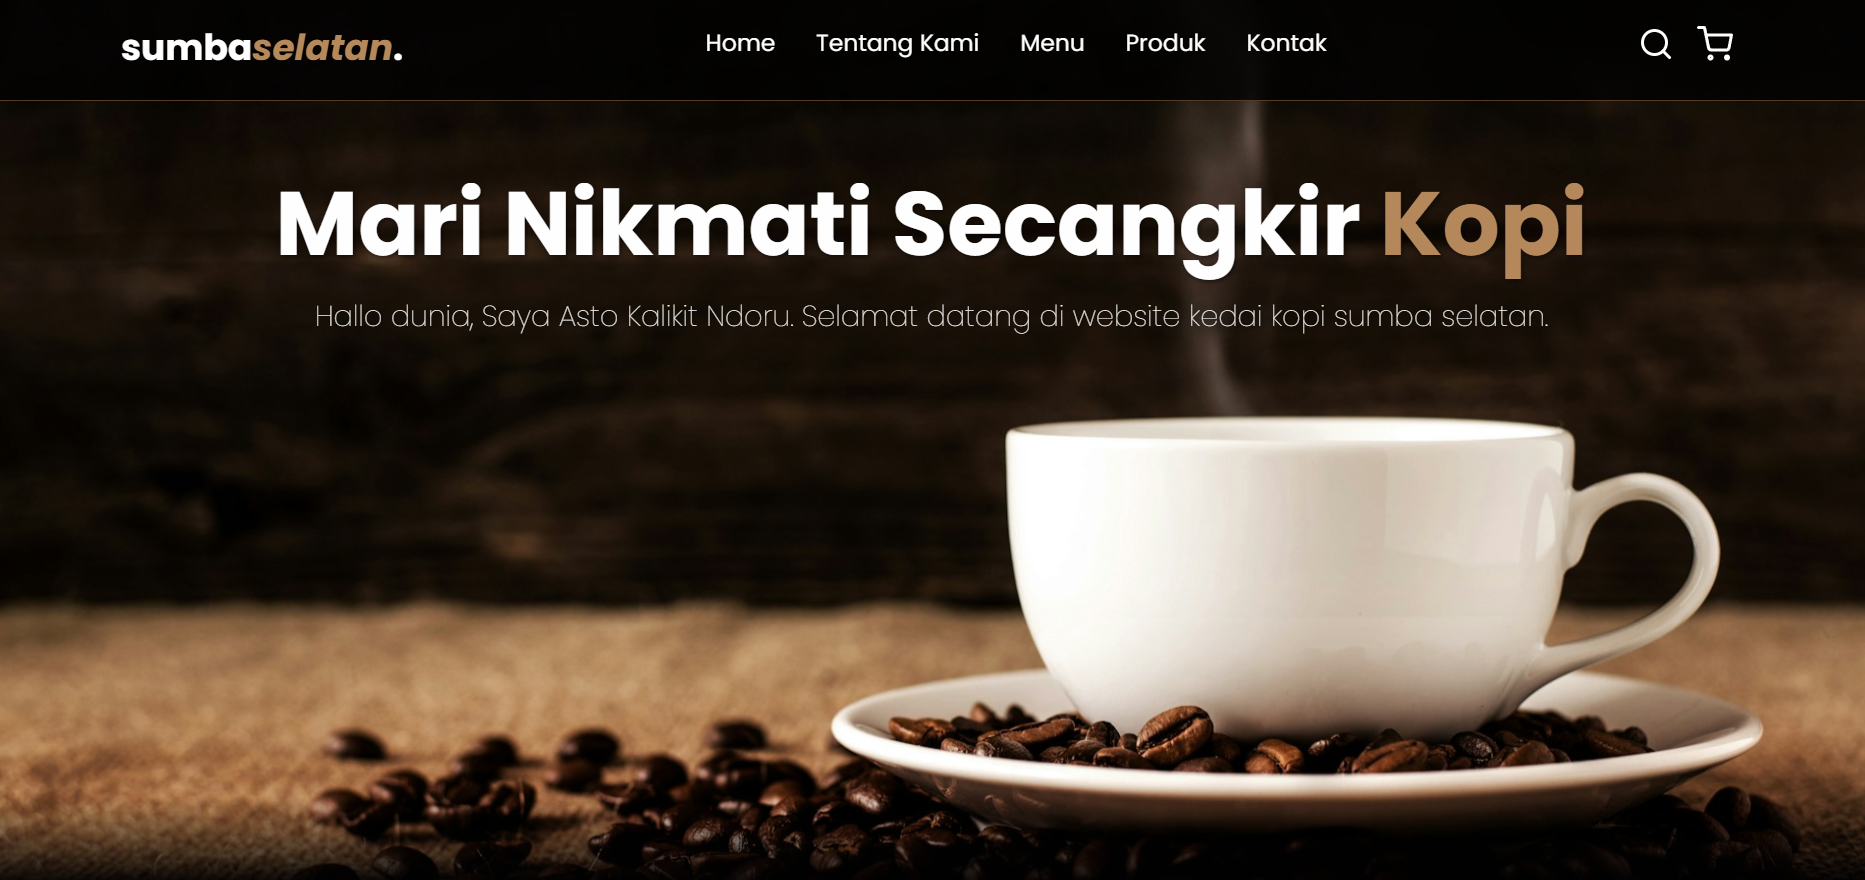 sumbaselatan.
Home Tentang Kami Menu Produk Kontak
Mari Nikmati Secangkir Kopi
Hallo dunia, Saya Asto Kalikit Ndoru. Selamat datang di website kedai kopi sumba selatan.